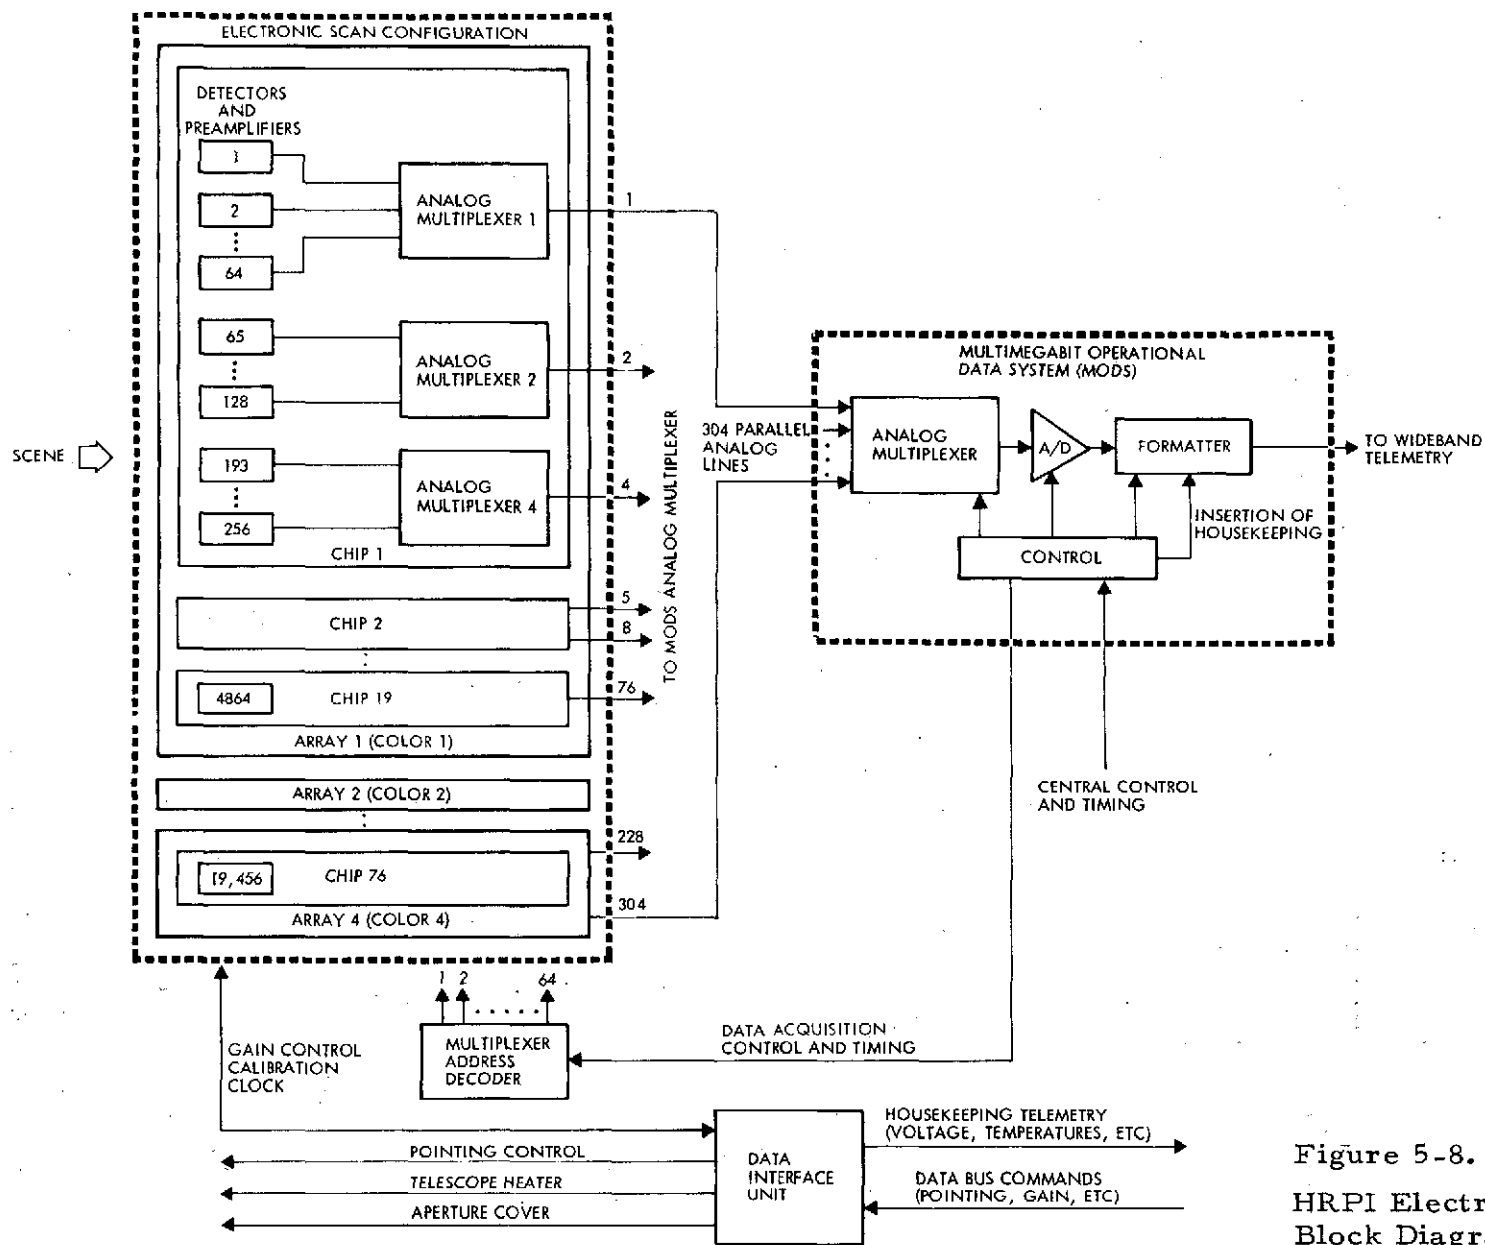 ELECTRONIC SCAN CONFIGURATION
DETECTORS
AND
PREAMPLIFIERS
1
2
64
ANALOG
MULTIPLEXER 1
1
65
128
ANALOG
MULTIPLEXER 2
2
193
256
ANALOG
MULTIPLEXER 4
4
CHIP 1
SCENE
CHIP 2
5
8
4864
CHIP 19
76
ARRAY 1 (COLOR 1)
TO MODS ANALOG MULTIPLEXER
ARRAY 2 (COLOR 2)
228
19,456
CHIP 76
ARRAY 4 (COLOR 4)
304
MULTIMEGABIT OPERATIONAL
DATA SYSTEM (MODS)
304 PARALLEL
ANALOG
LINES
ANALOG
MULTIPLEXER
A/D
FORMATTER
TO WIDEBAND
TELEMETRY
INSERTION OF
HOUSEKEEPING
CONTROL
CENTRAL CONTROL
AND TIMING
1 2 64
MULTIPLEXER
ADDRESS
DECODER
DATA ACQUISITION
CONTROL AND TIMING
GAIN CONTROL
CALIBRATION
CLOCK
POINTING CONTROL
TELESCOPE HEATER
APERTURE COVER
DATA
INTERFACE
UNIT
HOUSEKEEPING TELEMETRY
(VOLTAGE, TEMPERATURES, ETC)
DATA BUS COMMANDS
(POINTING, GAIN, ETC)
Figure 5-8.
HRPI Electr
Block Diagra